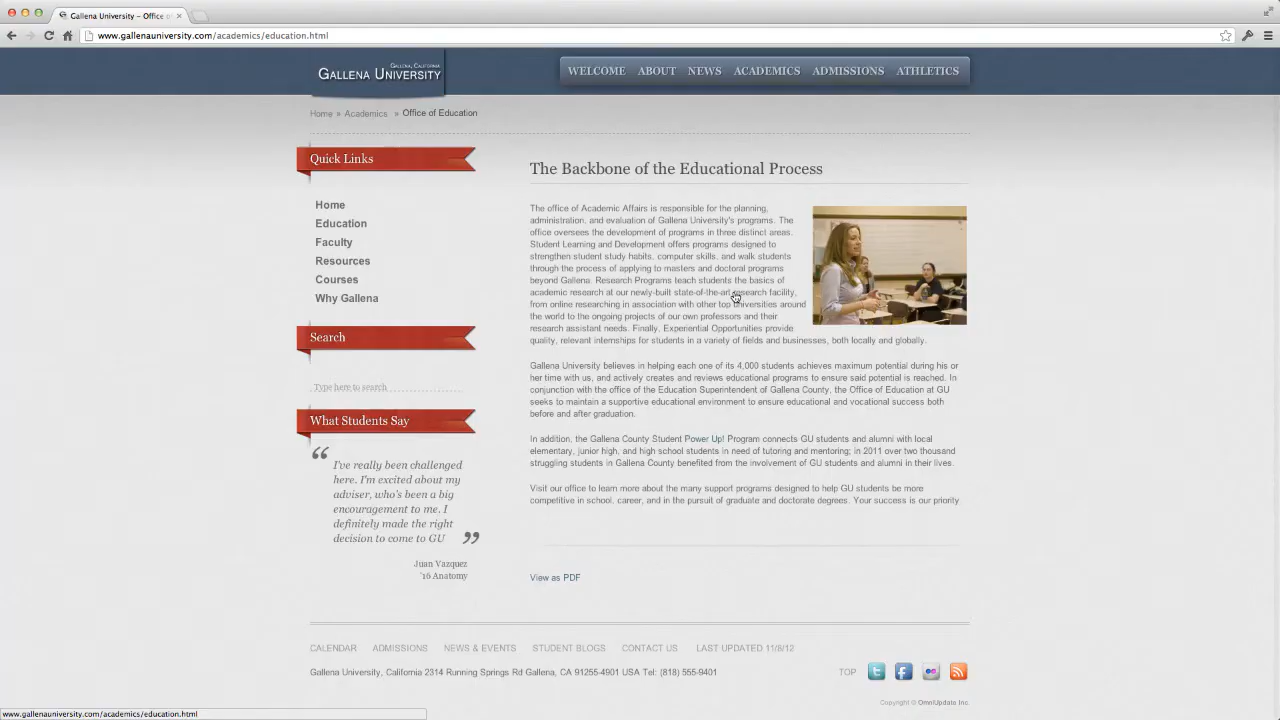 Gallena University – Office o
www.gallenauniversity.com/academics/education.html
GALLENA, CALIFORNIA
GALLENA UNIVERSITY
WELCOME ABOUT NEWS ACADEMICS ADMISSIONS ATHLETICS
Home » Academics » Office of Education
Quick Links
Home
Education
Faculty
Resources
Courses
Why Gallena
Search
Type here to search
What Students Say
“ I've really been challenged
here. I'm excited about my
adviser, who's been a big
encouragement to me. I
definitely made the right
decision to come to GU ”
Juan Vazquez
'16 Anatomy
The Backbone of the Educational Process
The office of Academic Affairs is responsible for the planning,
administration, and evaluation of Gallena University's programs. The
office oversees the development of programs in three distinct areas.
Student Learning and Development offers programs designed to
strengthen student study habits, computer skills, and walk students
through the process of applying to masters and doctoral programs
beyond Gallena. Research Programs teach students the basics of
academic research at our newly-built state-of-the-art research facility,
from online researching in association with other top universities around
the world to the ongoing projects of our own professors and their
research assistant needs. Finally, Experiential Opportunities provide
quality, relevant internships for students in a variety of fields and businesses, both locally and globally.
Gallena University believes in helping each one of its 4,000 students achieves maximum potential during his or
her time with us, and actively creates and reviews educational programs to ensure said potential is reached. In
conjunction with the office of the Education Superintendent of Gallena County, the Office of Education at GU
seeks to maintain a supportive educational environment to ensure educational and vocational success both
before and after graduation.
In addition, the Gallena County Student Power Up! Program connects GU students and alumni with local
elementary, junior high, and high school students in need of tutoring and mentoring; in 2011 over two thousand
struggling students in Gallena County benefited from the involvement of GU students and alumni in their lives.
Visit our office to learn more about the many support programs designed to help GU students be more
competitive in school, career, and in the pursuit of graduate and doctorate degrees. Your success is our priority.
View as PDF
CALENDAR ADMISSIONS NEWS & EVENTS STUDENT BLOGS CONTACT US LAST UPDATED 11/8/12
Gallena University, California 2314 Running Springs Rd Gallena, CA 91255-4901 USA Tel: (818) 555-9401
TOP
Copyright © OmniUpdate Inc.
www.gallenauniversity.com/academics/education.html